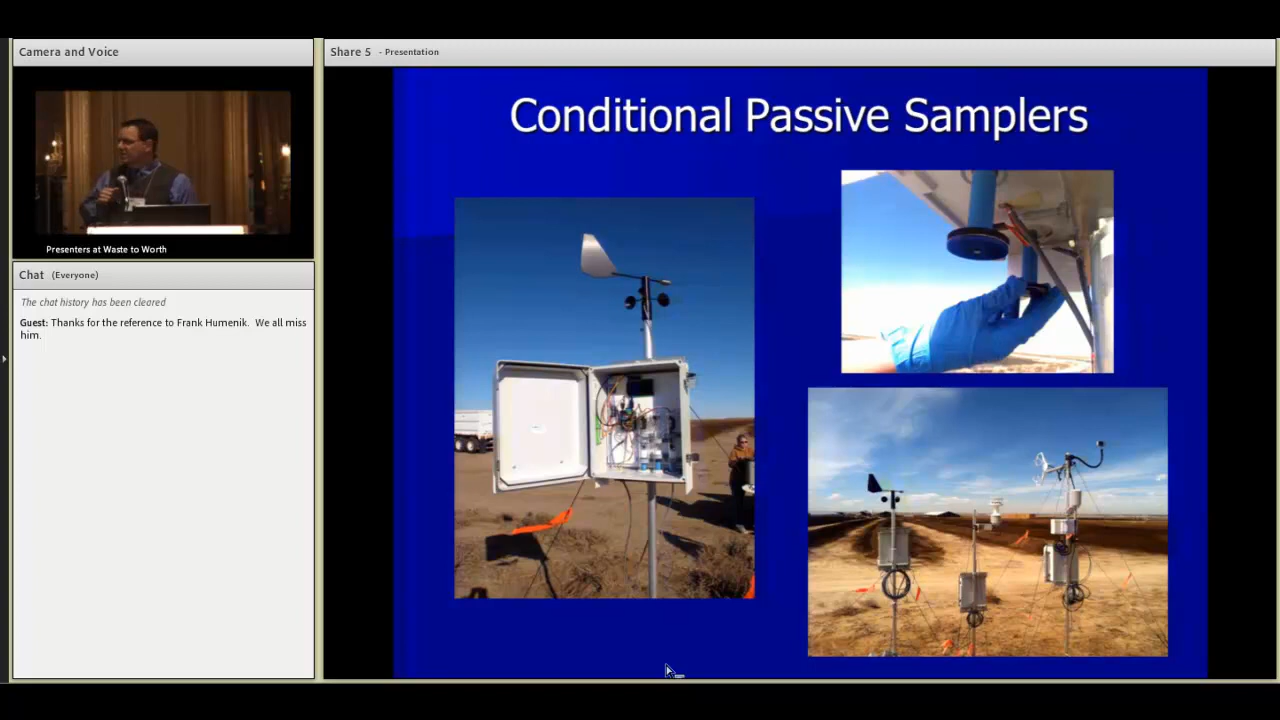 Camera and Voice
Presenters at Waste to Worth
Chat (Everyone)
The chat history has been cleared
Guest: Thanks for the reference to Frank Humenik. We all miss
him.
Share 5 - Presentation
Conditional Passive Samplers